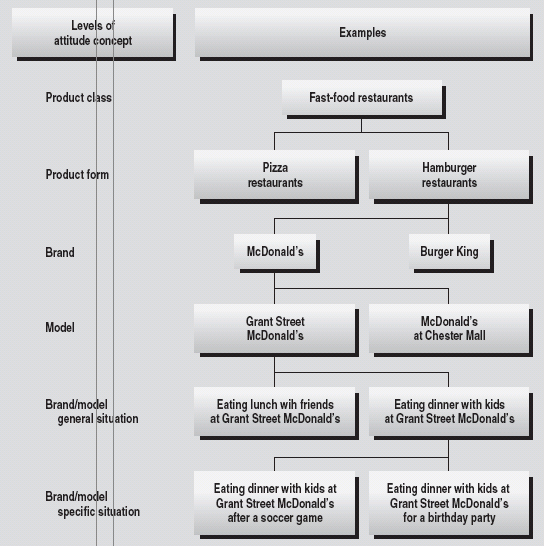 Levels of
attitude concept
Examples
Product class
Fast-food restaurants
Product form
Pizza
restaurants
Hamburger
restaurants
Brand
McDonald's
Burger King
Model
Grant Street
McDonald's
McDonald's
at Chester Mall
Brand/model
general situation
Eating lunch wih friends
at Grant Street McDonald's
Eating dinner with kids
at Grant Street McDonald's
Brand/model
specific situation
Eating dinner with kids at
Grant Street McDonald's
after a soccer game
Eating dinner with kids at
Grant Street McDonald's
for a birthday party